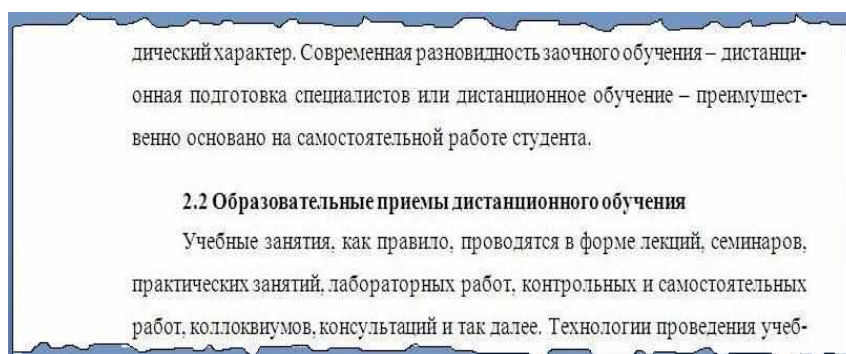 дический характер. Современная разновидность заочного обучения – дистанци-
онная подготовка специалистов или дистанционное обучение – преимущест-
венно основано на самостоятельной работе студента.
2.2 Образовательные приемы дистанционного обучения
Учебные занятия, как правило, проводятся в форме лекций, семинаров,
практических занятий, лабораторных работ, контрольных и самостоятельных
работ, коллоквиумов, консультаций и так далее. Технологии проведения учеб-